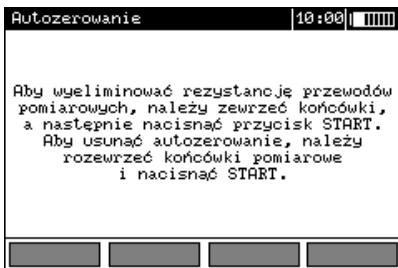 Autozerowanie 10:00
Aby wyeliminować rezystancję przewodów
pomiarowych, należy zewrzeć końcówki,
a następnie nacisnąć przycisk START.
Aby usunąć autozerowanie, należy
rozewrzeć końcówki pomiarowe
i nacisnąć START.